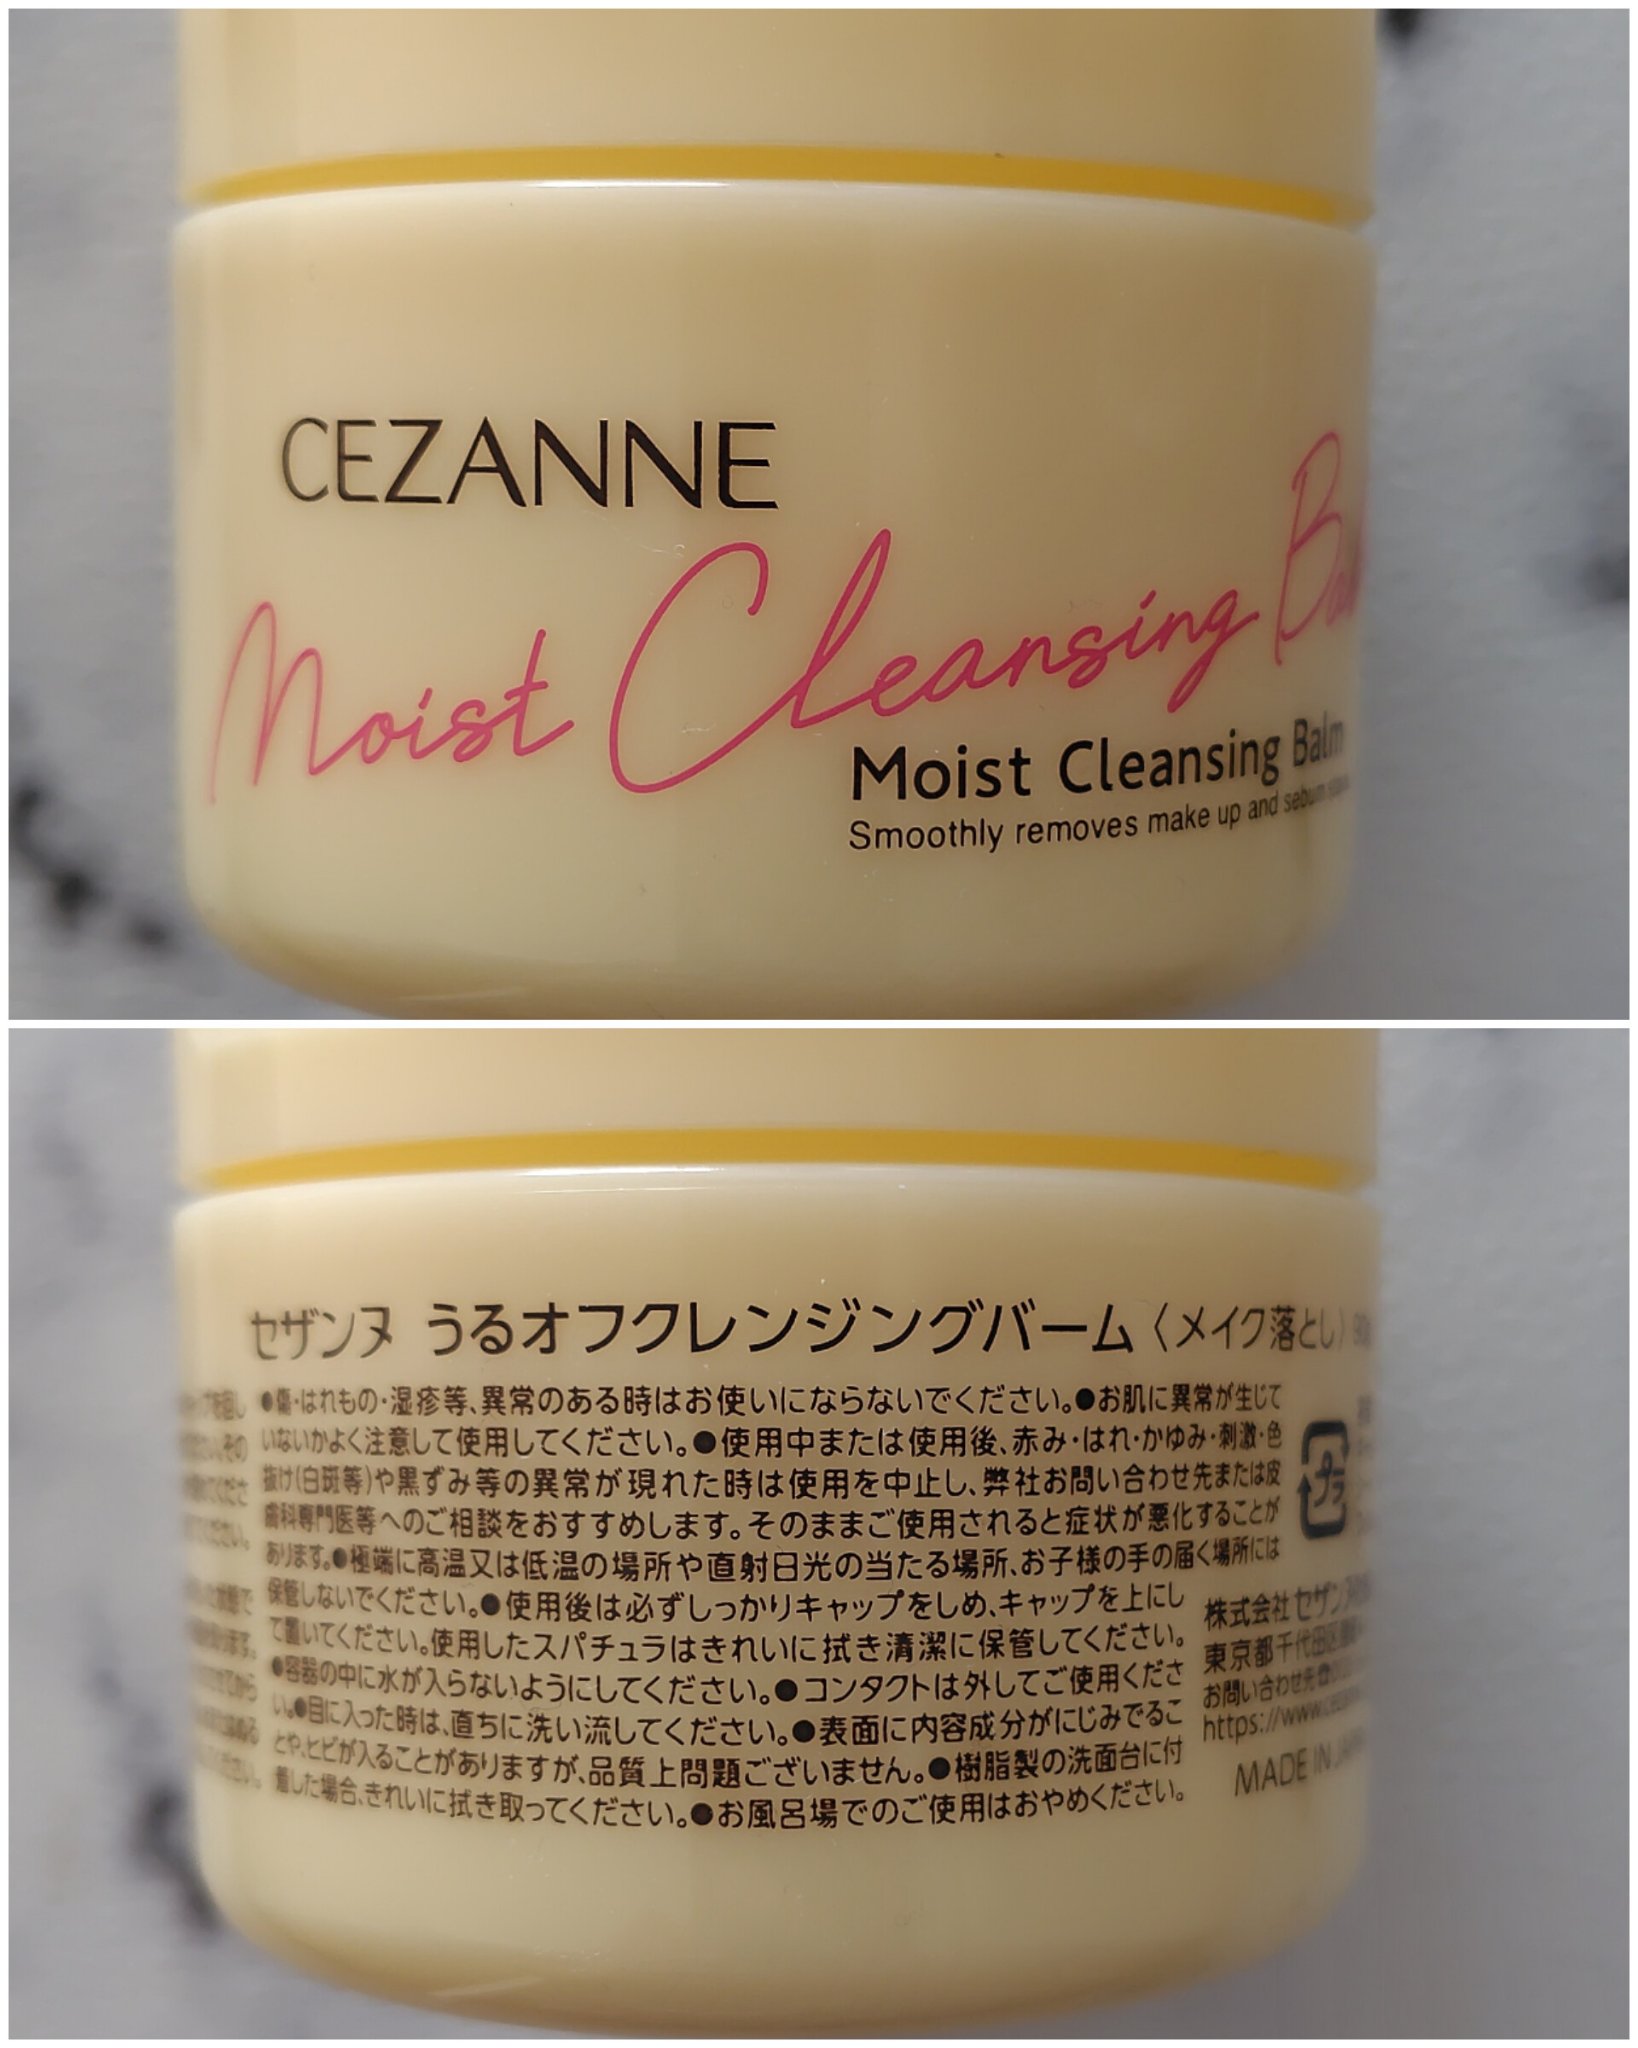 CEZANNE
Moist Cleansing
Moist Cleansing Balm
Smoothly removes make up and sebum
セザンヌ うるオフクレンジングバーム〈メイク落とし〉
●傷・はれもの・湿疹等、異常のある時はお使いにならないでください。●お肌に異常が生じて
いないかよく注意して使用してください。●使用中または使用後、赤み・はれ・かゆみ・刺激・色
抜け(白斑等)や黒ずみ等の異常が現れた時は使用を中止し、弊社お問い合わせ先または皮
膚科専門医等へのご相談をおすすめします。そのままご使用されると症状が悪化することが
あります。●極端に高温又は低温の場所や直射日光の当たる場所、お子様の手の届く場所には
保管しないでください。●使用後は必ずしっかりキャップをしめ、キャップを上にし
て置いてください。使用したスパチュラはきれいに拭き清潔に保管してください。
●容器の中に水が入らないようにしてください。●コンタクトは外してご使用くださ
い。●目に入った時は、直ちに洗い流してください。●表面に内容成分がにじみでるこ
とや、ヒビが入ることがありますが、品質上問題ございません。●樹脂製の洗面台に付
着した場合、きれいに拭き取ってください。●お風呂場でのご使用はおやめください。
プラ
株式会社セザンヌ
東京都千代田区
お問い合わせ先
https://www.
MADE IN